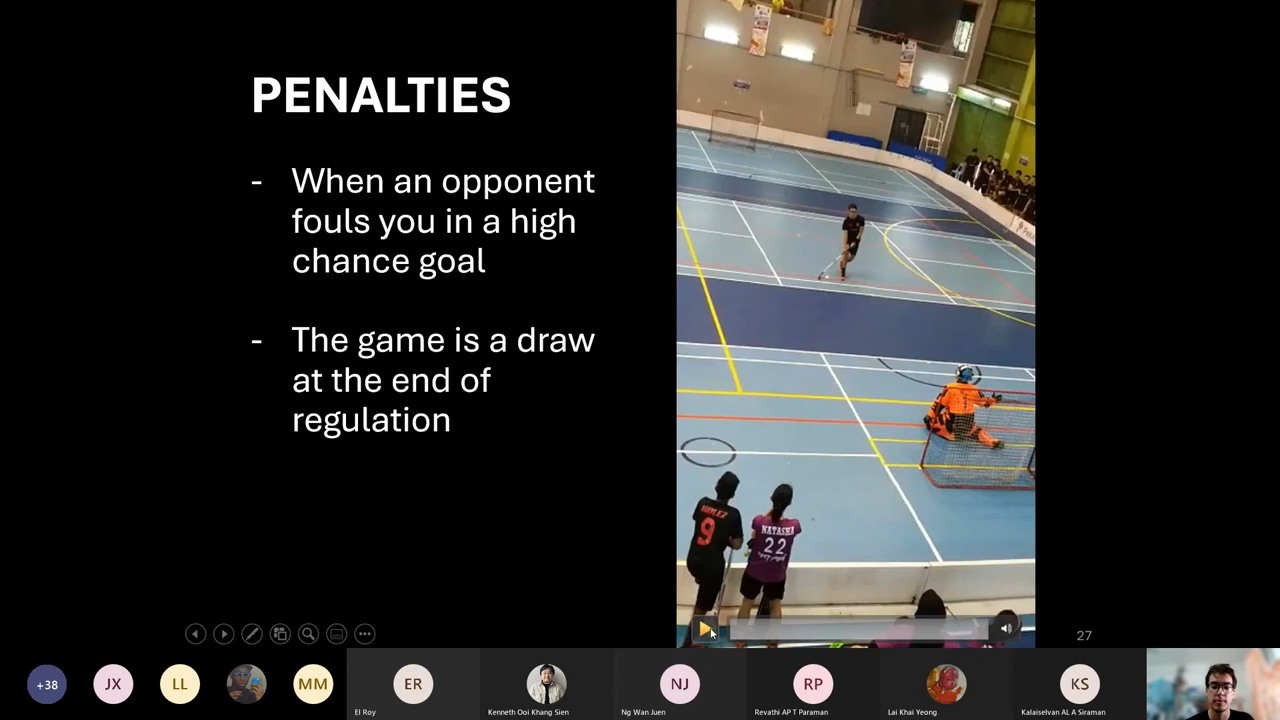 PENALTIES
- When an opponent
fouls you in a high
chance goal
- The game is a draw
at the end of
regulation
9
NATASHA
22
27
+38
JX
LL
MM
ER
NJ
RP
KS
El Roy
Kenneth Ooi Khang Sien
Ng Wan Juen
Revathi AP T Paraman
Lai Khai Yeong
Kalaiselvan AL A Siraman